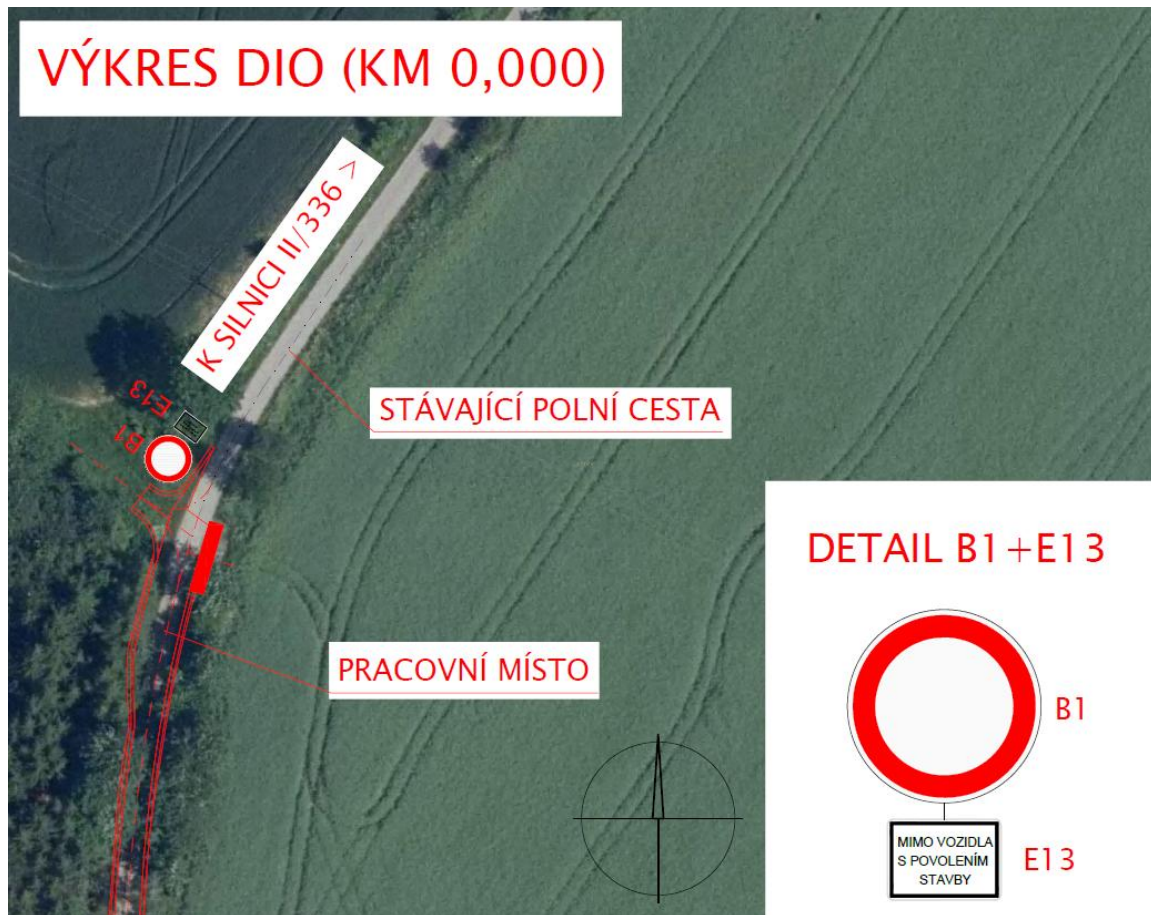 VÝKRES DIO (KM 0,000)
K SILNICI II/336 >
E13
B1
STÁVAJÍCÍ POLNÍ CESTA
PRACOVNÍ MÍSTO
DETAIL B1+E13
B1
MIMO VOZIDLA
S POVOLENÍM
STAVBY
E13